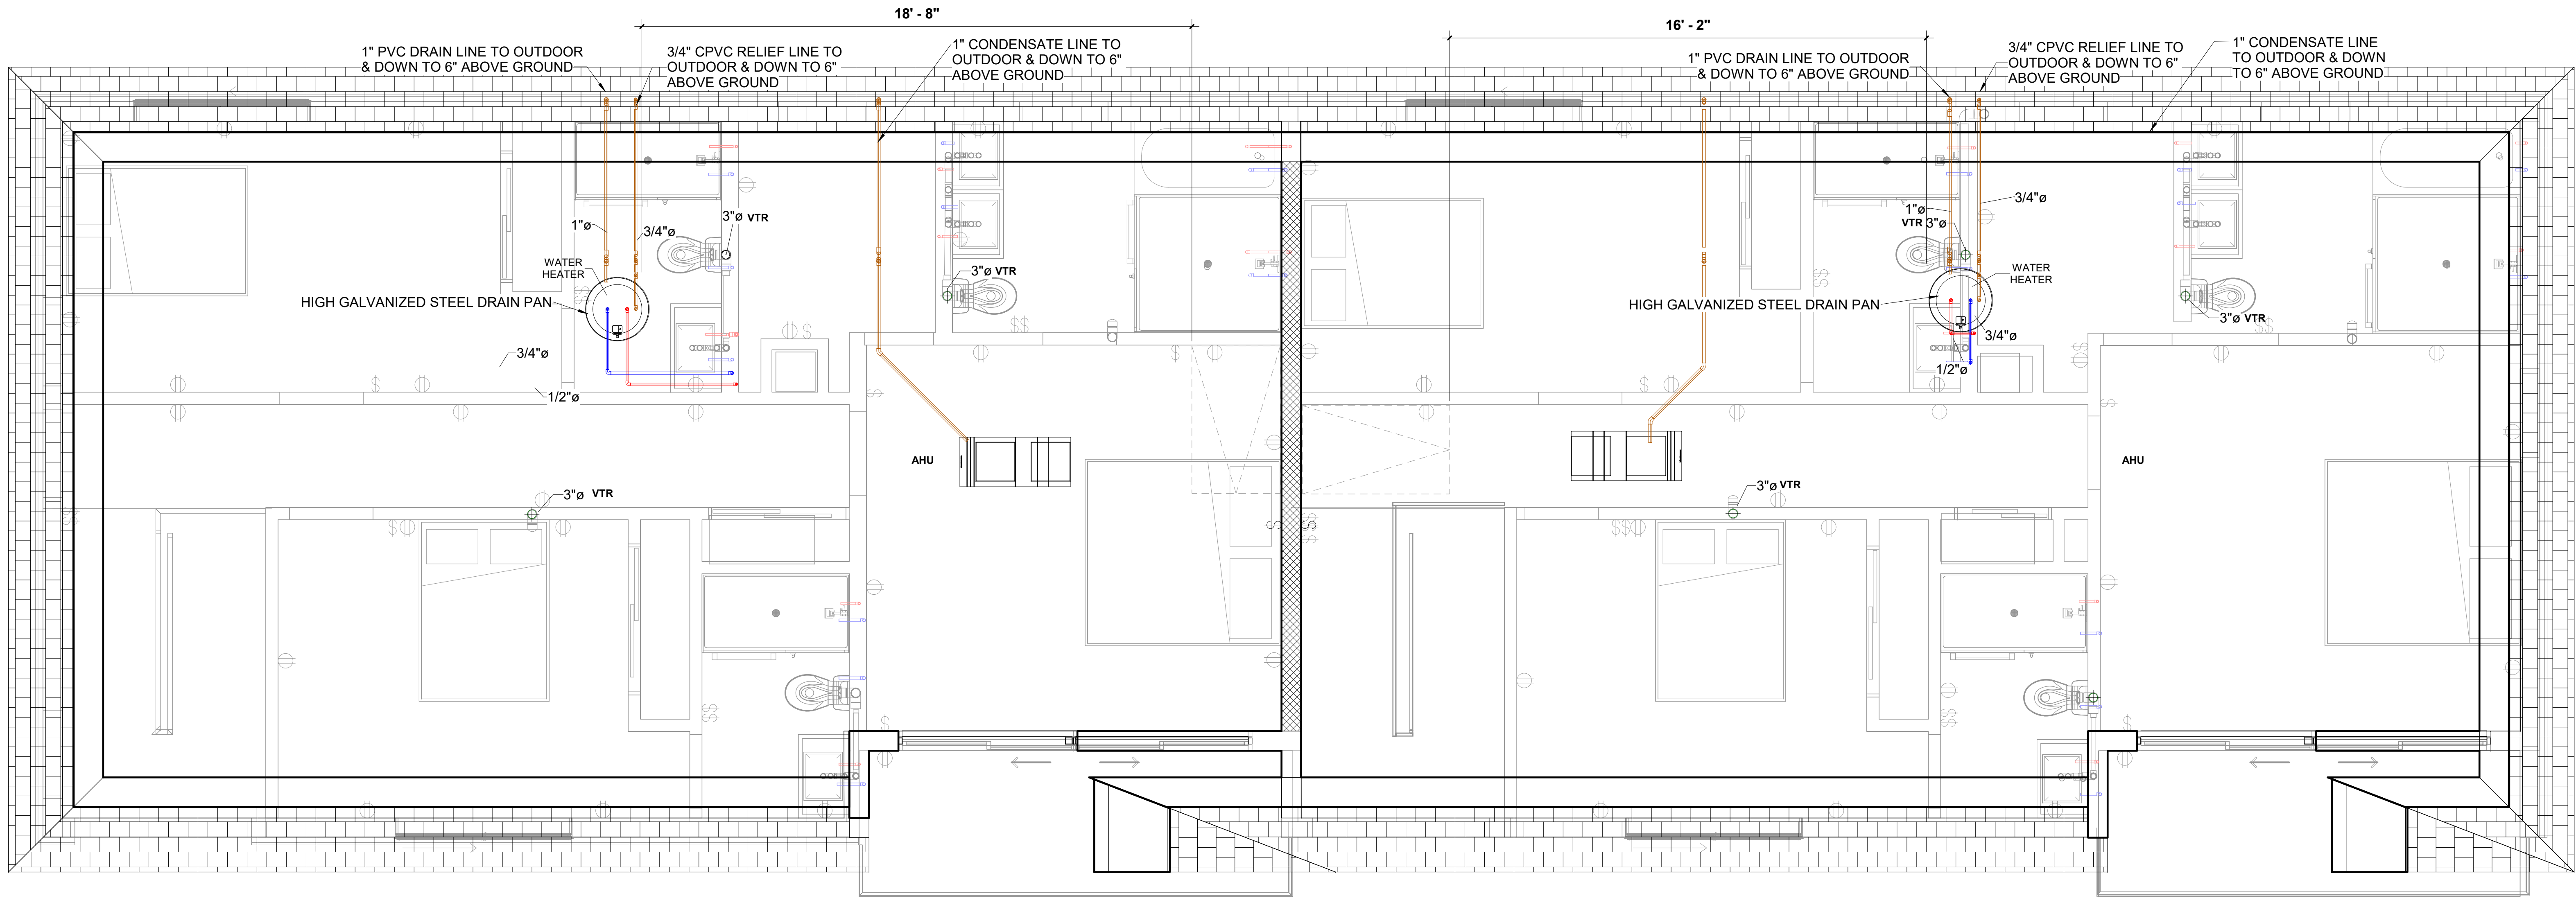 18' - 8"
16' - 2"
1" PVC DRAIN LINE TO OUTDOOR
& DOWN TO 6" ABOVE GROUND
3/4" CPVC RELIEF LINE TO
OUTDOOR & DOWN TO 6"
ABOVE GROUND
1" CONDENSATE LINE TO
OUTDOOR & DOWN TO 6"
ABOVE GROUND
1" PVC DRAIN LINE TO OUTDOOR
& DOWN TO 6" ABOVE GROUND
3/4" CPVC RELIEF LINE TO
OUTDOOR & DOWN TO 6"
ABOVE GROUND
1" CONDENSATE LINE
TO OUTDOOR & DOWN
TO 6" ABOVE GROUND
1"ø
3/4"ø
3"ø VTR
WATER
HEATER
HIGH GALVANIZED STEEL DRAIN PAN
3"ø VTR
3/4"ø
1/2"ø
AHU
3"ø VTR
1"ø
VTR 3"ø
3/4"ø
WATER
HEATER
HIGH GALVANIZED STEEL DRAIN PAN
3/4"ø
1/2"ø
3"ø VTR
AHU
3"ø VTR
$ $
$$
$
$
$
$
$$
$
$$
$
$$
$
$$
$
$
$$
$$
$
$
$$
$$
$$
$